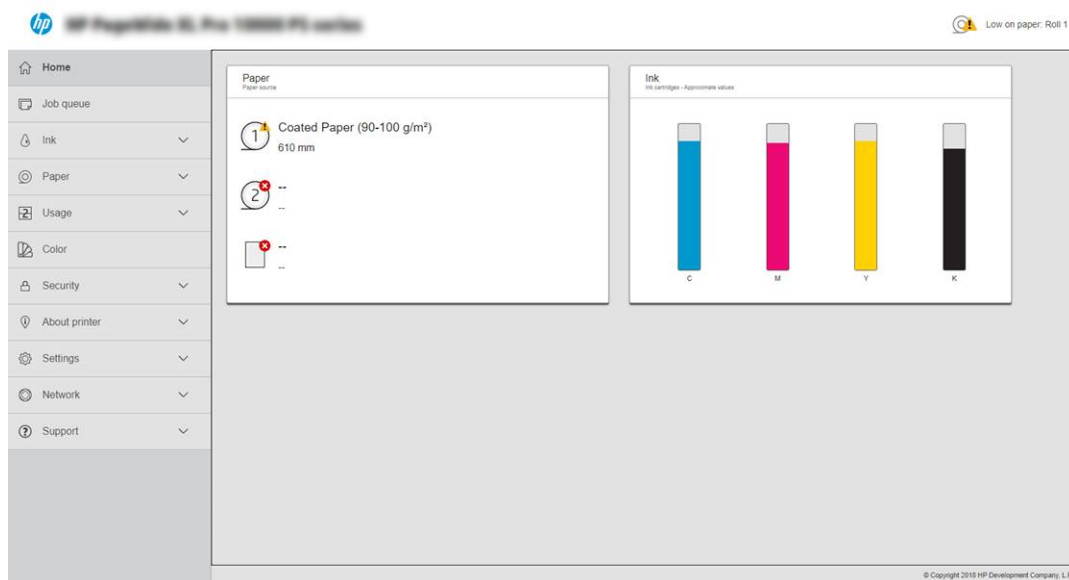 hp
Low on paper: Roll 1
Home
Job queue
Ink
Paper
Usage
Color
Security
About printer
Settings
Network
Support
Paper
Paper source
1
Coated Paper (90-100 g/m²)
610 mm
2
--
--
--
--
Ink
Ink cartridges - Approximate values
C M Y K
© Copyright 2018 HP Development Company, L.